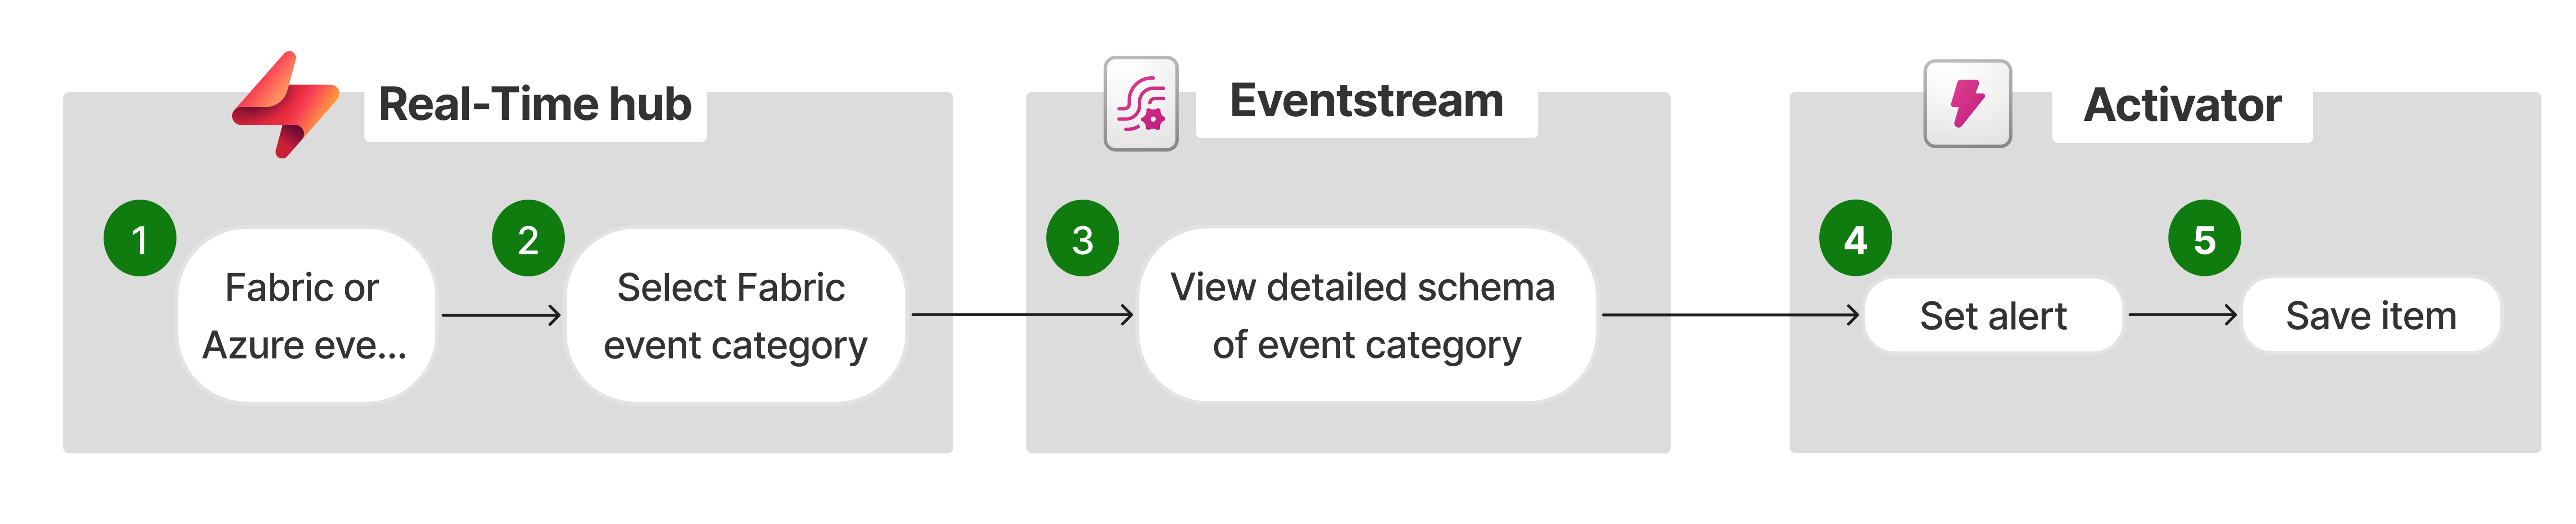 Real-Time hub
1
Fabric or
Azure eve...
2
Select Fabric
event category
Eventstream
3
View detailed schema
of event category
Activator
4
Set alert
5
Save item